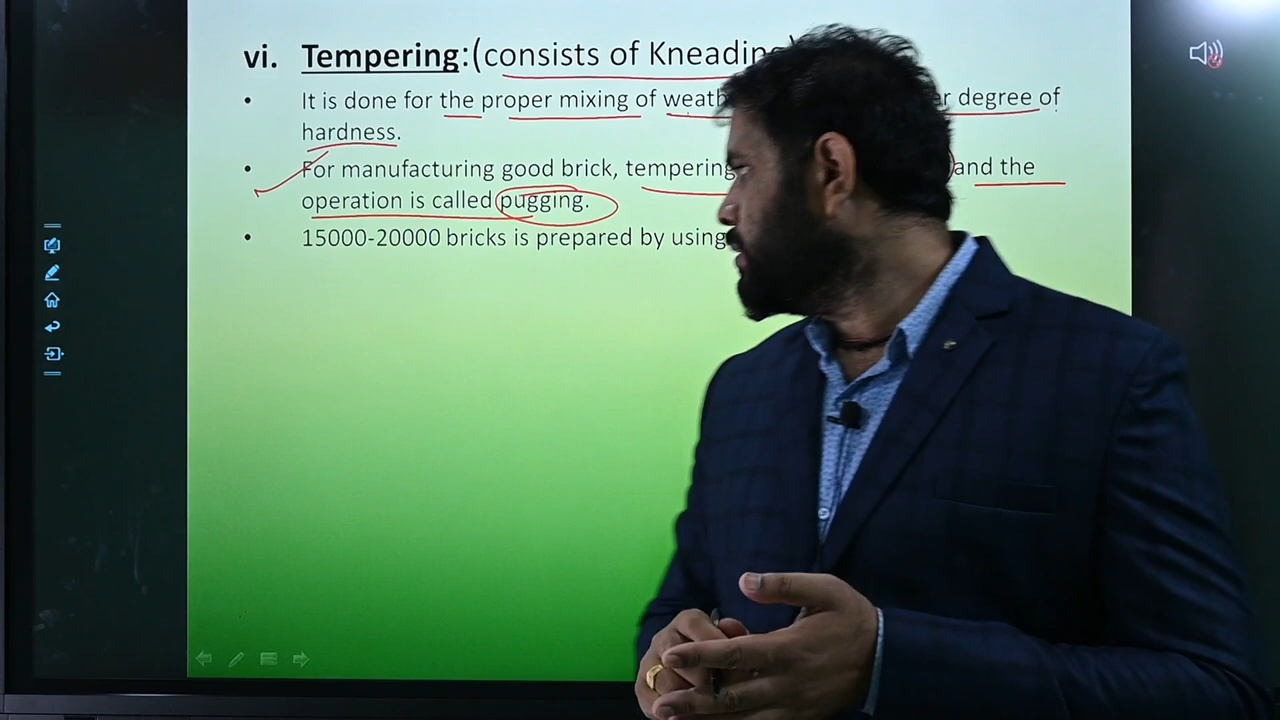 vi. Tempering:(consists of Kneading)
• It is done for the proper mixing of degree of
hardness.
• For manufacturing good brick, tempering and the
operation is called pugging.
• 15000-20000 bricks is prepared by using